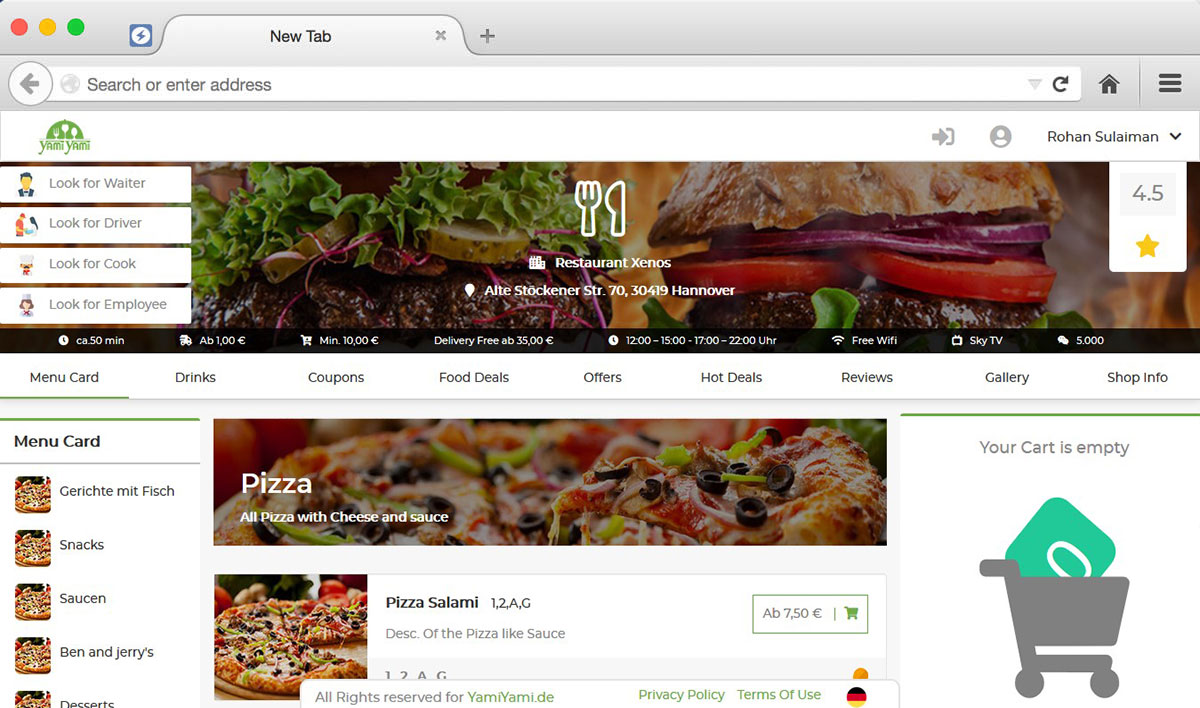 New Tab
Search or enter address
YamiYami
Rohan Sulaiman
Look for Waiter
Look for Driver
Look for Cook
Look for Employee
Restaurant Xenos
Alte Stöckener Str. 70, 30419 Hannover
4.5
ca.50 min
Ab 1,00 €
Min. 10,00 €
Delivery Free ab 35,00 €
12:00 – 15:00 - 17:00 – 22:00 Uhr
Free Wifi
Sky TV
5.000
Menu Card
Drinks
Coupons
Food Deals
Offers
Hot Deals
Reviews
Gallery
Shop Info
Menu Card
Gerichte mit Fisch
Snacks
Saucen
Ben and jerry's
Desserts
Pizza
All Pizza with Cheese and sauce
Pizza Salami 1,2,A,G
Desc. Of the Pizza like Sauce
Ab 7,50 € |
1, 2, A, G
Your Cart is empty
0
All Rights reserved for YamiYami.de
Privacy Policy
Terms Of Use